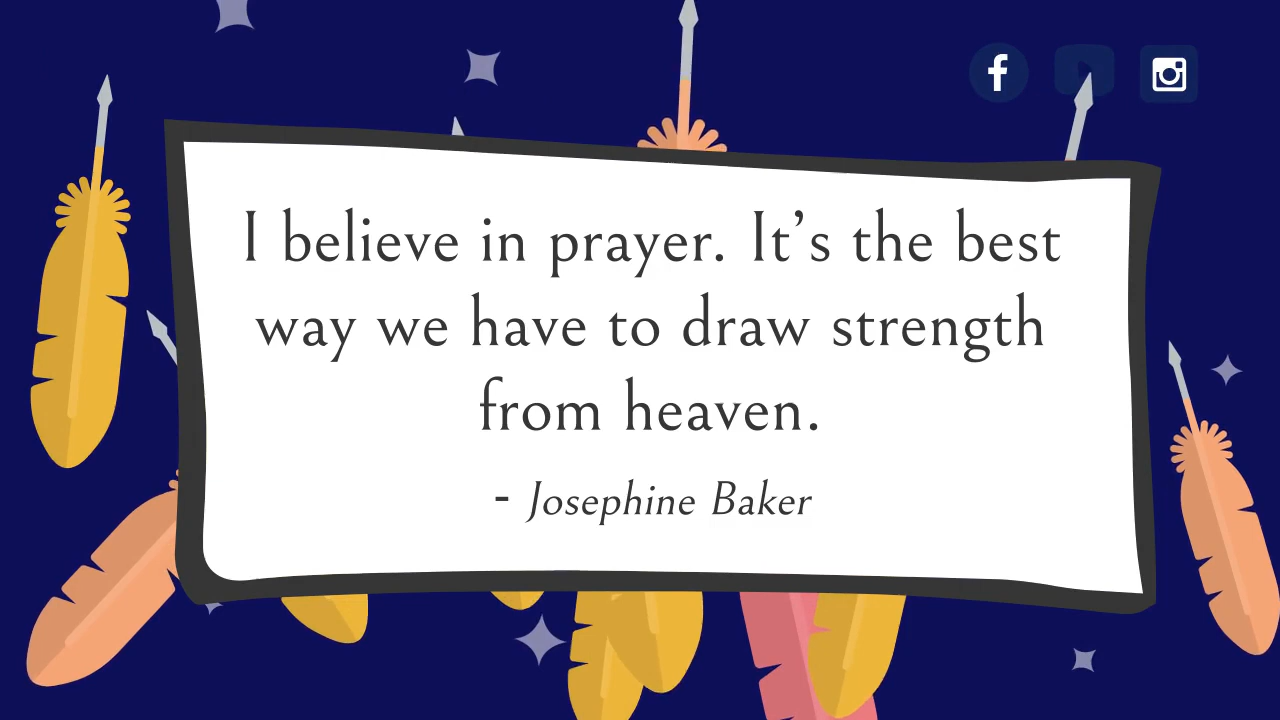 I believe in prayer. It’s the best
way we have to draw strength
from heaven.
- Josephine Baker